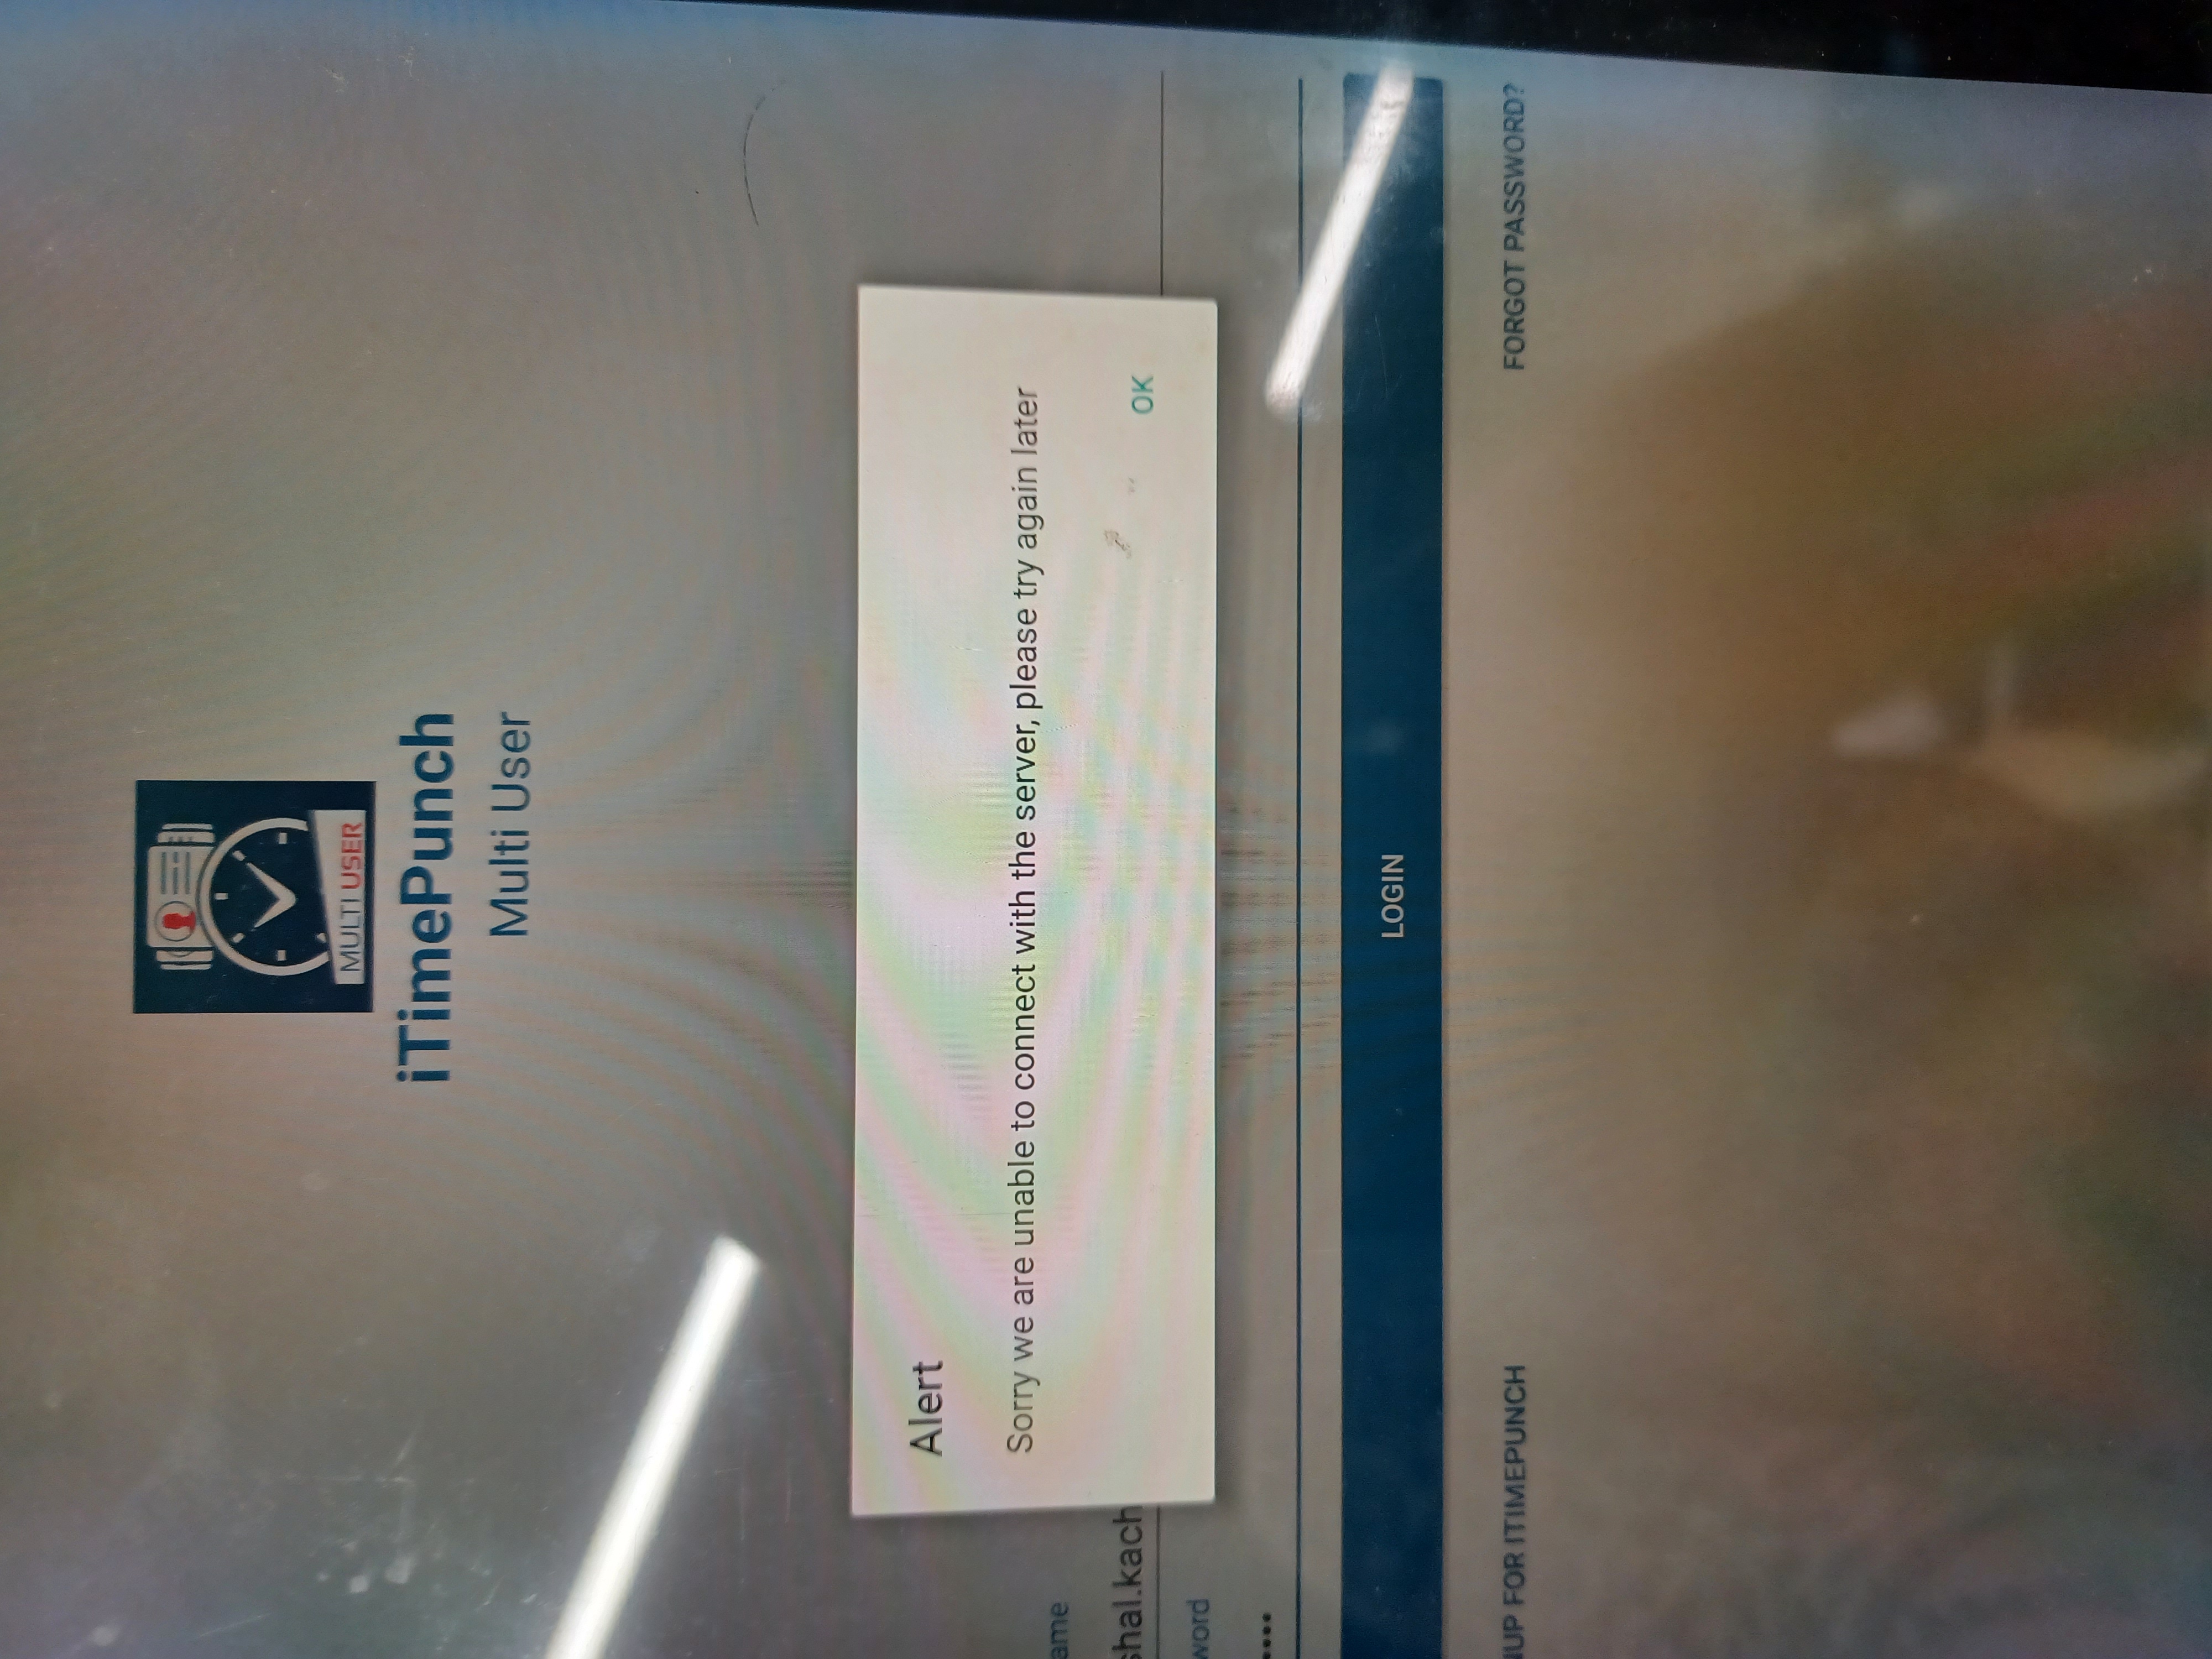 MULTI USER
iTimePunch
Multi User
Alert
Sorry we are unable to connect with the server, please try again later
OK
ame
shal.kach
word
LOGIN
NUP FOR ITIMEPUNCH
FORGOT PASSWORD?